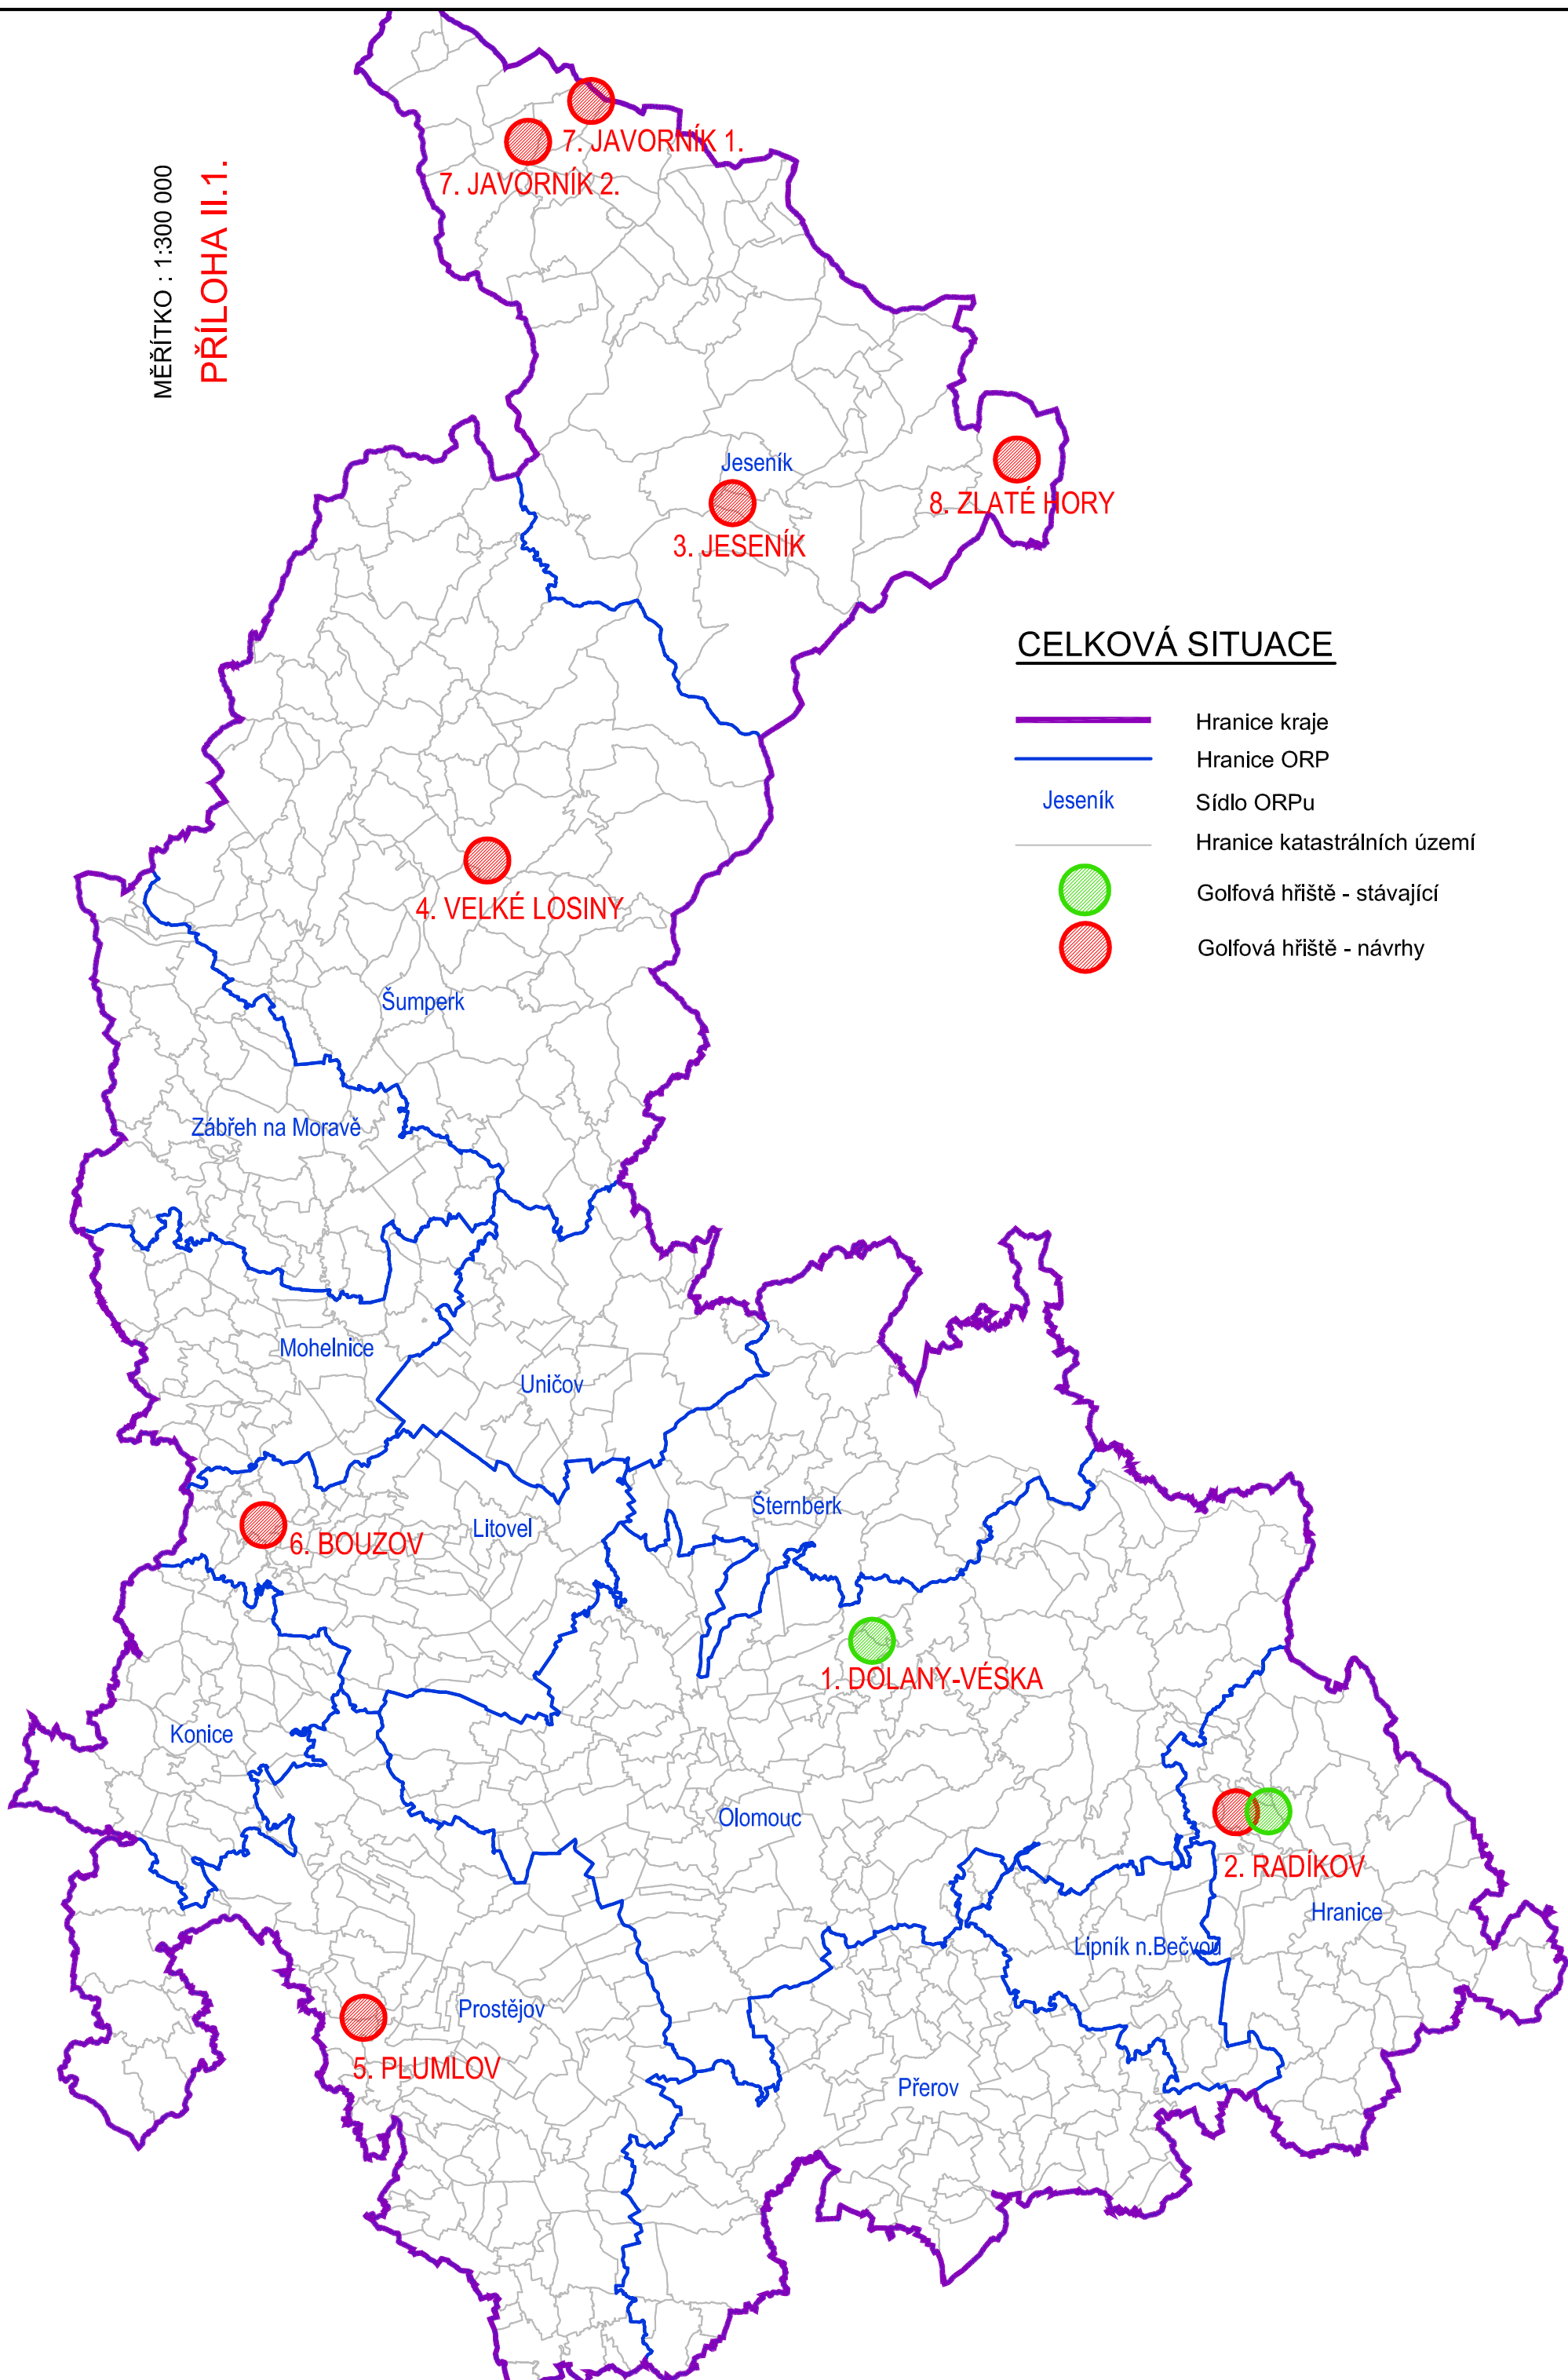 MĚŘÍTKO : 1:300 000
PŘÍLOHA II.1.
7. JAVORNÍK 1.
7. JAVORNÍK 2.
Jeseník
8. ZLATÉ HORY
3. JESENÍK
CELKOVÁ SITUACE
Hranice kraje
Hranice ORP
Jeseník Sídlo ORPu
Hranice katastrálních území
Golfová hřiště - stávající
Golfová hřiště - návrhy
4. VELKÉ LOSINY
Šumperk
Zábřeh na Moravě
Mohelnice
Uničov
Šternberk
Litovel
6. BOUZOV
1. DOLANY-VÉSKA
Konice
Olomouc
2. RADÍKOV
Hranice
Lipník n.Bečvou
Prostějov
5. PLUMLOV
Přerov